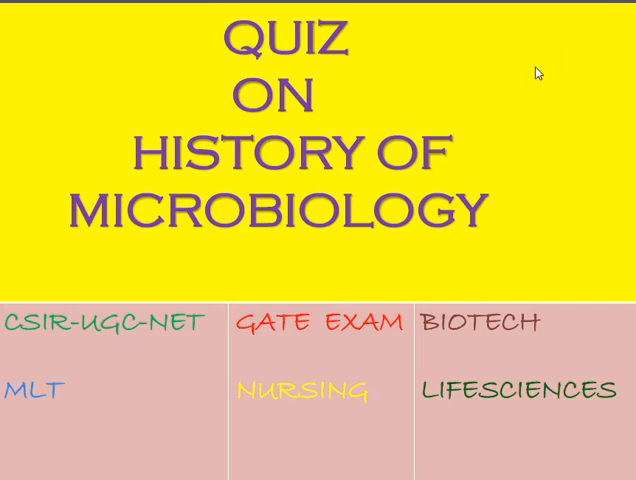 QUIZ
ON
HISTORY OF
MICROBIOLOGY
CSIR-UGC-NET GATE EXAM BIOTECH
MLT NURSING LIFESCIENCES